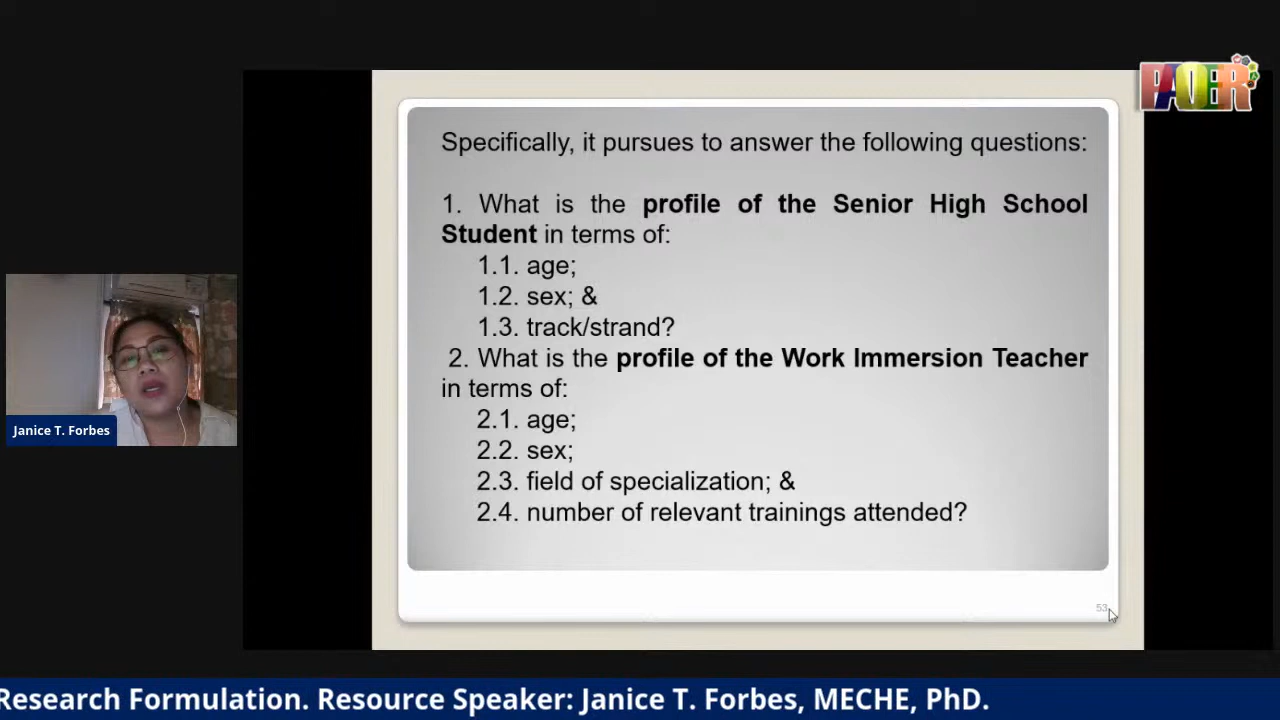 PAOER
Specifically, it pursues to answer the following questions:
1. What is the profile of the Senior High School
Student in terms of:
1.1. age;
1.2. sex; &
1.3. track/strand?
2. What is the profile of the Work Immersion Teacher
in terms of:
2.1. age;
2.2. sex;
2.3. field of specialization; &
2.4. number of relevant trainings attended?
53
Janice T. Forbes
Research Formulation. Resource Speaker: Janice T. Forbes, MECHE, PhD.